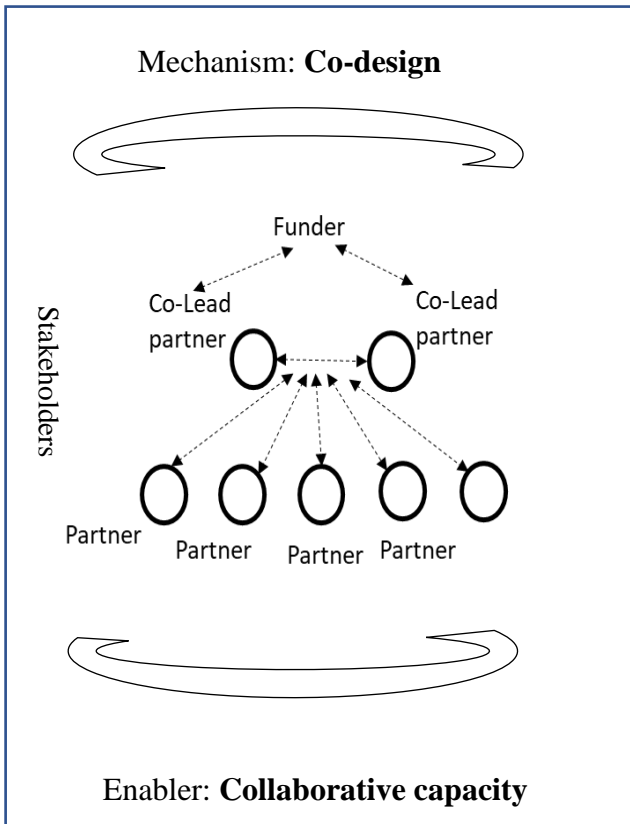 Mechanism: Co-design
Funder
Co-Lead
partner
Co-Lead
partner
Stakeholders
Partner
Partner
Partner
Partner
Enabler: Collaborative capacity